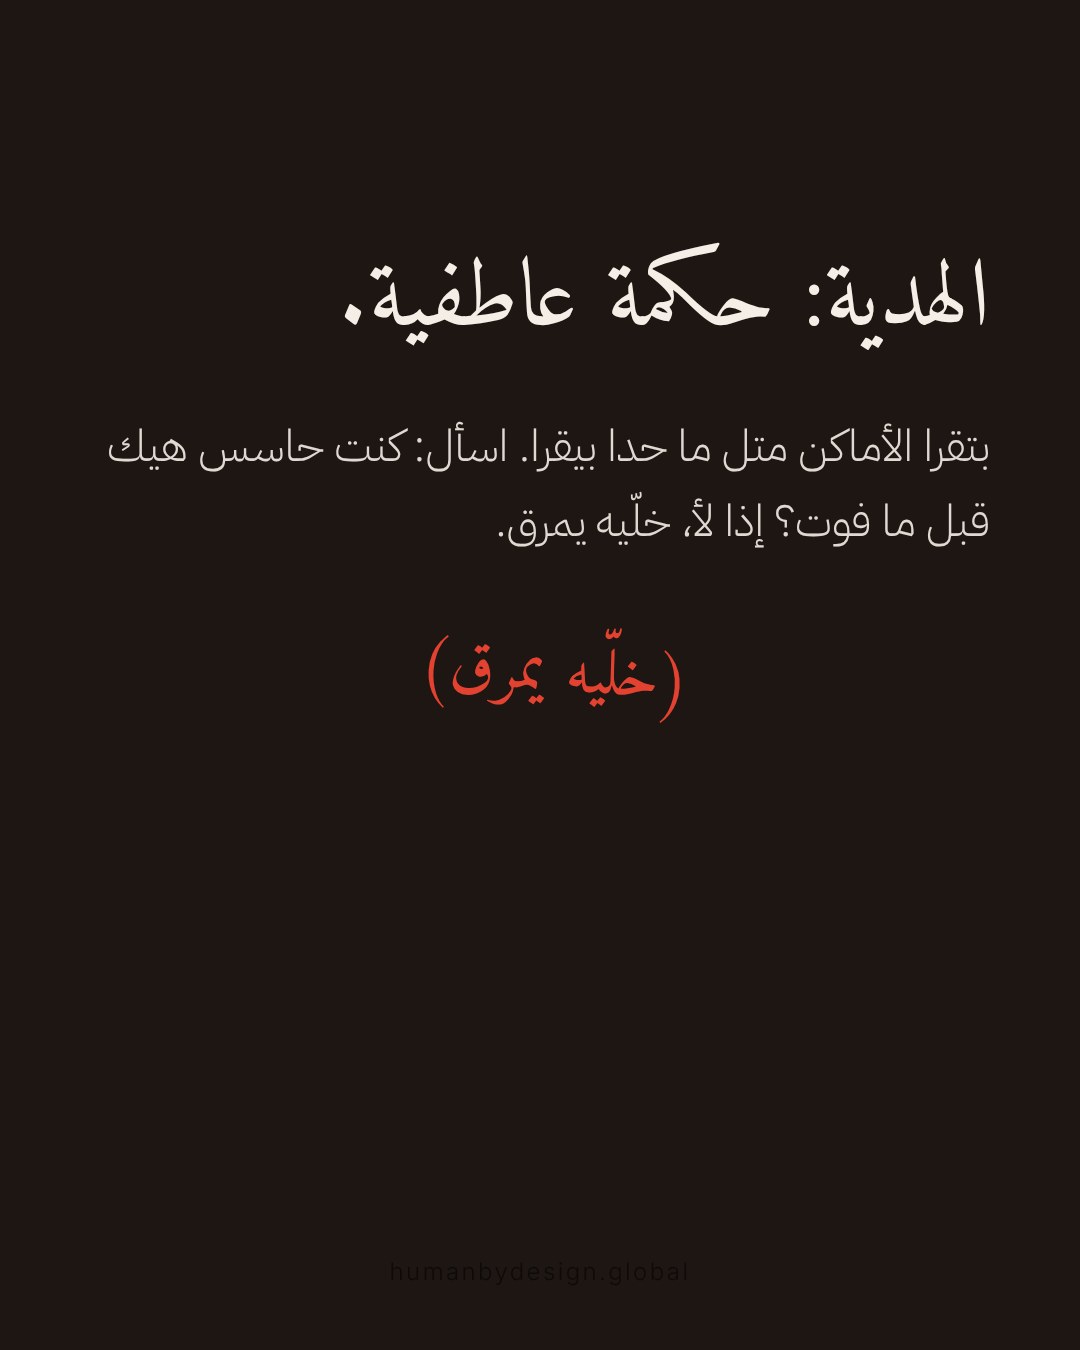 الهدية: حكمة عاطفية.
بتقرا الأماكن متل ما حدا بيقرا. اسأل: كنت حاسس هيك
قبل ما فوت؟ إذا لأ، خلّيه يمرق.
(خلّيه يمرق)
humanbydesign.global